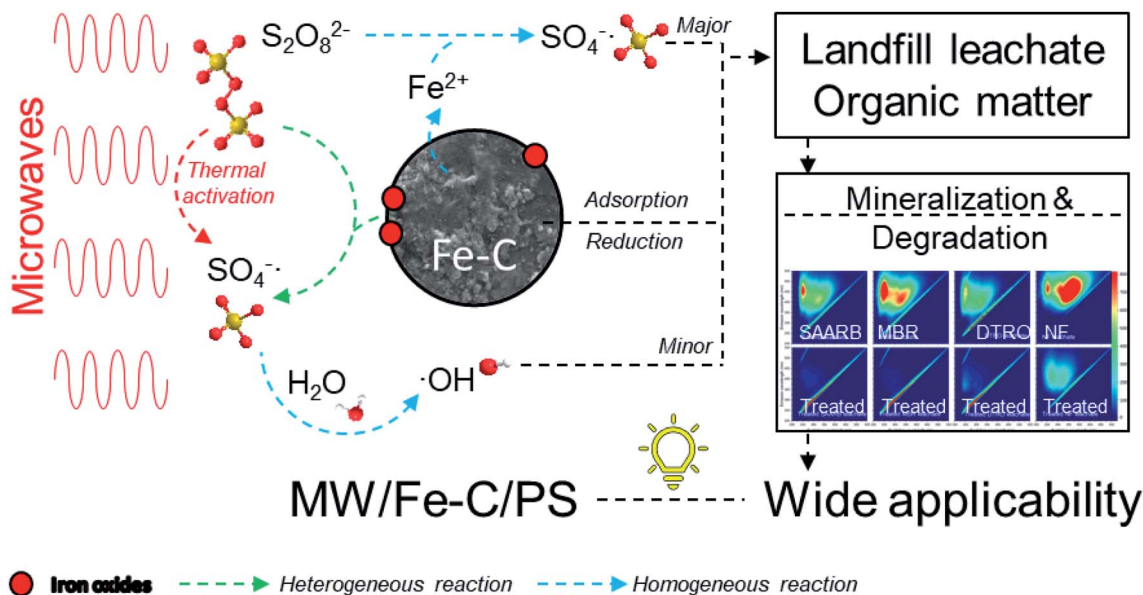 Microwaves
S₂O₈²⁻
SO₄⁻·
Major
Fe²⁺
Thermal
activation
Fe-C
Adsorption
Reduction
SO₄⁻·
H₂O
·OH
Minor
Landfill leachate
Organic matter
Mineralization &
Degradation
SAARB MBR DTRO NF
Treated Treated Treated Treated
MW/Fe-C/PS
Wide applicability
Iron oxides
Heterogeneous reaction
Homogeneous reaction